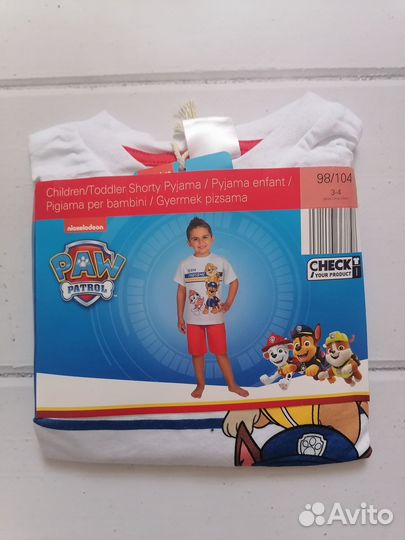 Children/Toddler Shorty Pyjama / Pyjama enfant /
Pigiama per bambini / Gyermek pizsama
98/104
3-4
nickelodeon
PAW
PATROL
TEAM
CHECK
YOUR PRODUCT
Avito